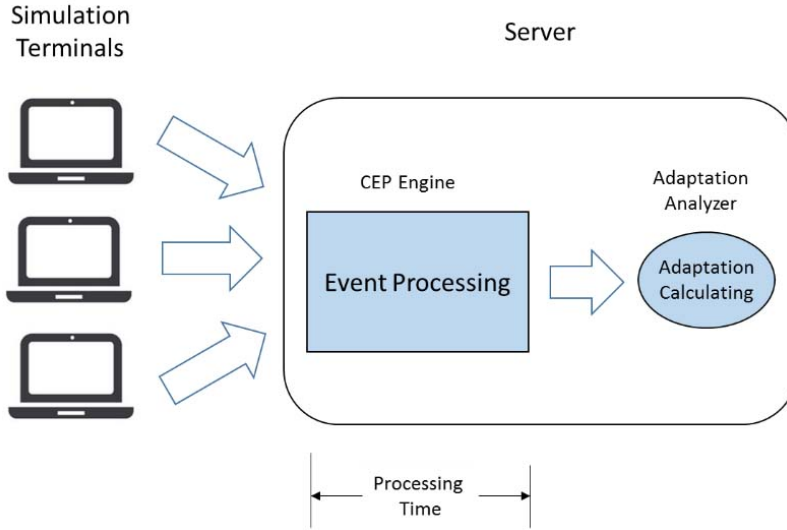 Simulation
Terminals
Server
CEP Engine
Event Processing
Adaptation
Analyzer
Adaptation
Calculating
Processing
Time